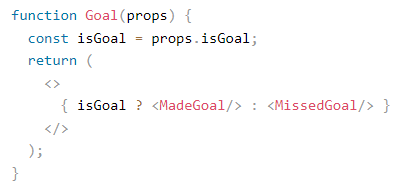 function Goal(props) {
  const isGoal = props.isGoal;
  return (
    <>
      { isGoal ? <MadeGoal/> : <MissedGoal/> }
    </>
  );
}